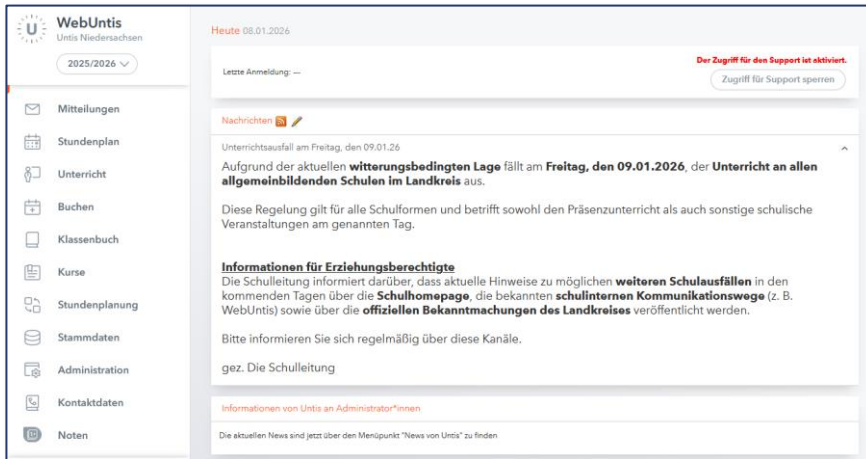 WebUntis
Untis Niedersachsen
2025/2026
Mitteilungen
Stundenplan
Unterricht
Buchen
Klassenbuch
Kurse
Stundenplanung
Stammdaten
Administration
Kontaktdaten
Noten
Heute 08.01.2026
Der Zugriff für den Support ist aktiviert.
Letzte Anmeldung: —
Zugriff für Support sperren
Nachrichten
Unterrichtsausfall am Freitag, den 09.01.26
Aufgrund der aktuellen witterungsbedingten Lage fällt am Freitag, den 09.01.2026, der Unterricht an allen
allgemeinbildenden Schulen im Landkreis aus.
Diese Regelung gilt für alle Schulformen und betrifft sowohl den Präsenzunterricht als auch sonstige schulische
Veranstaltungen am genannten Tag.
Informationen für Erziehungsberechtigte
Die Schulleitung informiert darüber, dass aktuelle Hinweise zu möglichen weiteren Schulausfällen in den
kommenden Tagen über die Schulhomepage, die bekannten schulinternen Kommunikationswege (z. B.
WebUntis) sowie über die offiziellen Bekanntmachungen des Landkreises veröffentlicht werden.
Bitte informieren Sie sich regelmäßig über diese Kanäle.
gez. Die Schulleitung
Informationen von Untis an Administrator*innen
Die aktuellen News sind jetzt über den Menüpunkt "News von Untis" zu finden